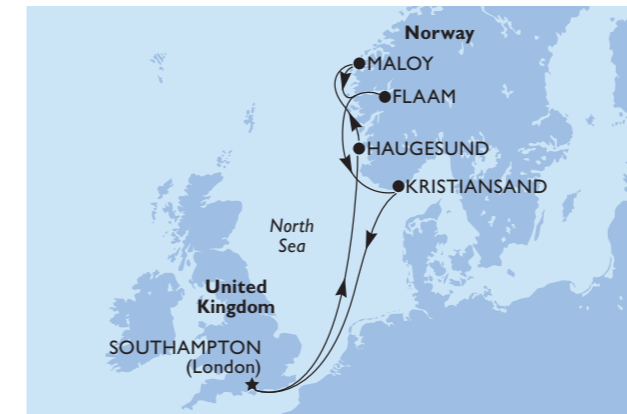 Norway
MALOY
FLAAM
HAUGESUND
KRISTIANSAND
North
Sea
United
Kingdom
SOUTHAMPTON
(London)